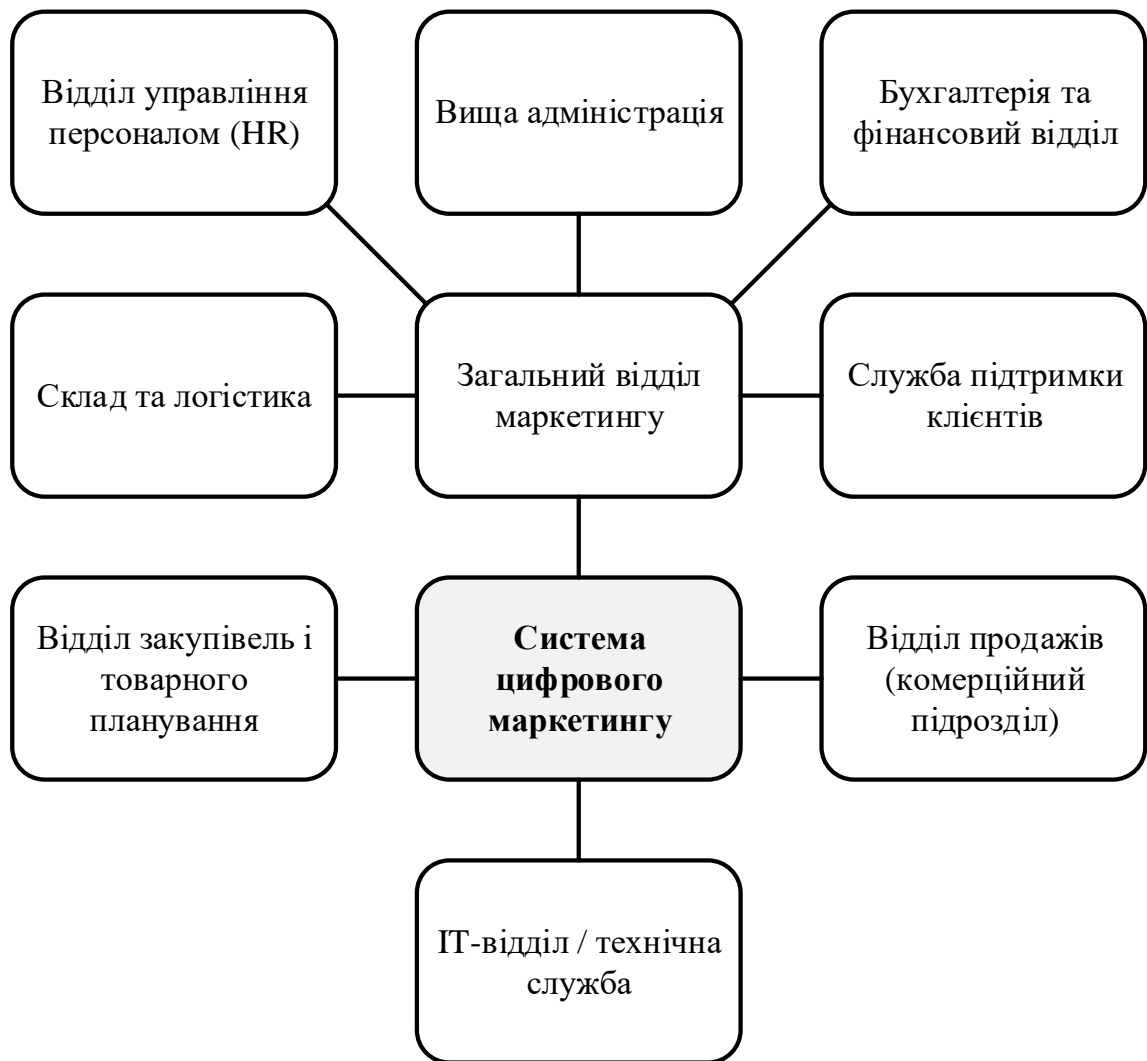 Відділ управління
персоналом (HR)
Вища адміністрація
Бухгалтерія та
фінансовий відділ
Склад та логістика
Загальний відділ
маркетингу
Служба підтримки
клієнтів
Відділ закупівель і
товарного
планування
Система
цифрового
маркетингу
Відділ продажів
(комерційний
підрозділ)
ІТ-відділ / технічна
служба